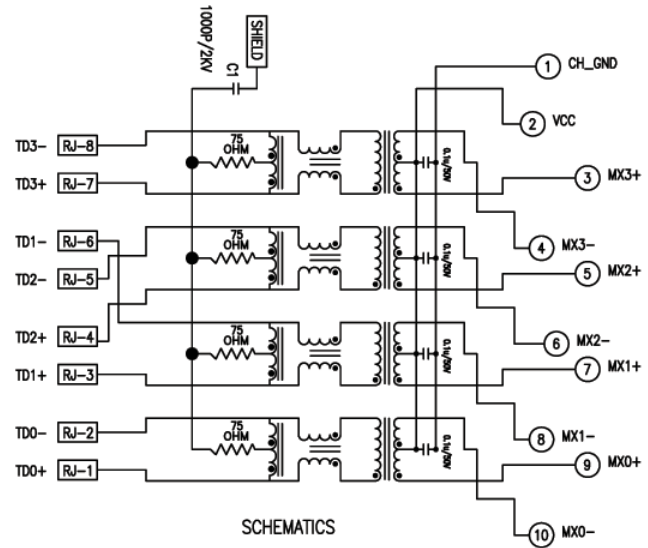 SHIELD
1000P/2KV
C1
1 CH_GND
2 VCC
TD3- RJ-8
75
OHM
0.1u/50V
TD3+ RJ-7
3 MX3+
TD1- RJ-6
4 MX3-
75
OHM
0.1u/50V
TD2- RJ-5
5 MX2+
TD2+ RJ-4
6 MX2-
75
OHM
0.1u/50V
TD1+ RJ-3
7 MX1+
TD0- RJ-2
8 MX1-
75
OHM
0.1u/50V
TD0+ RJ-1
9 MX0+
10 MX0-
SCHEMATICS